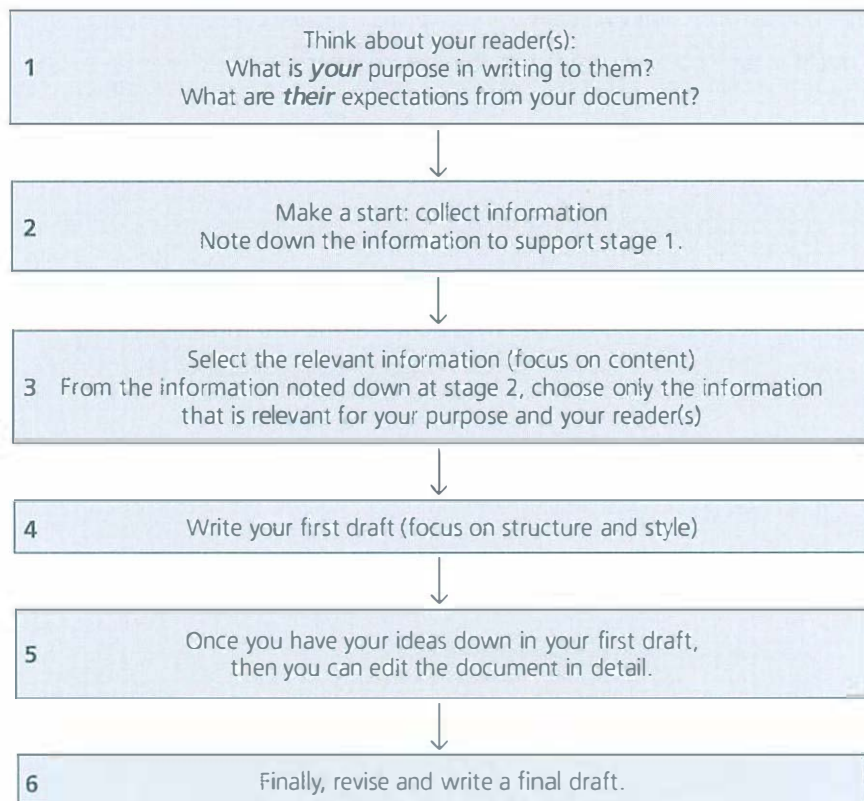 Think about your reader(s):
1 What is your purpose in writing to them?
What are their expectations from your document?
Make a start: collect information
2 Note down the information to support stage 1.
Select the relevant information (focus on content)
3 From the information noted down at stage 2, choose only the information
that is relevant for your purpose and your reader(s)
4 Write your first draft (focus on structure and style)
Once you have your ideas down in your first draft,
5 then you can edit the document in detail.
6 Finally, revise and write a final draft.